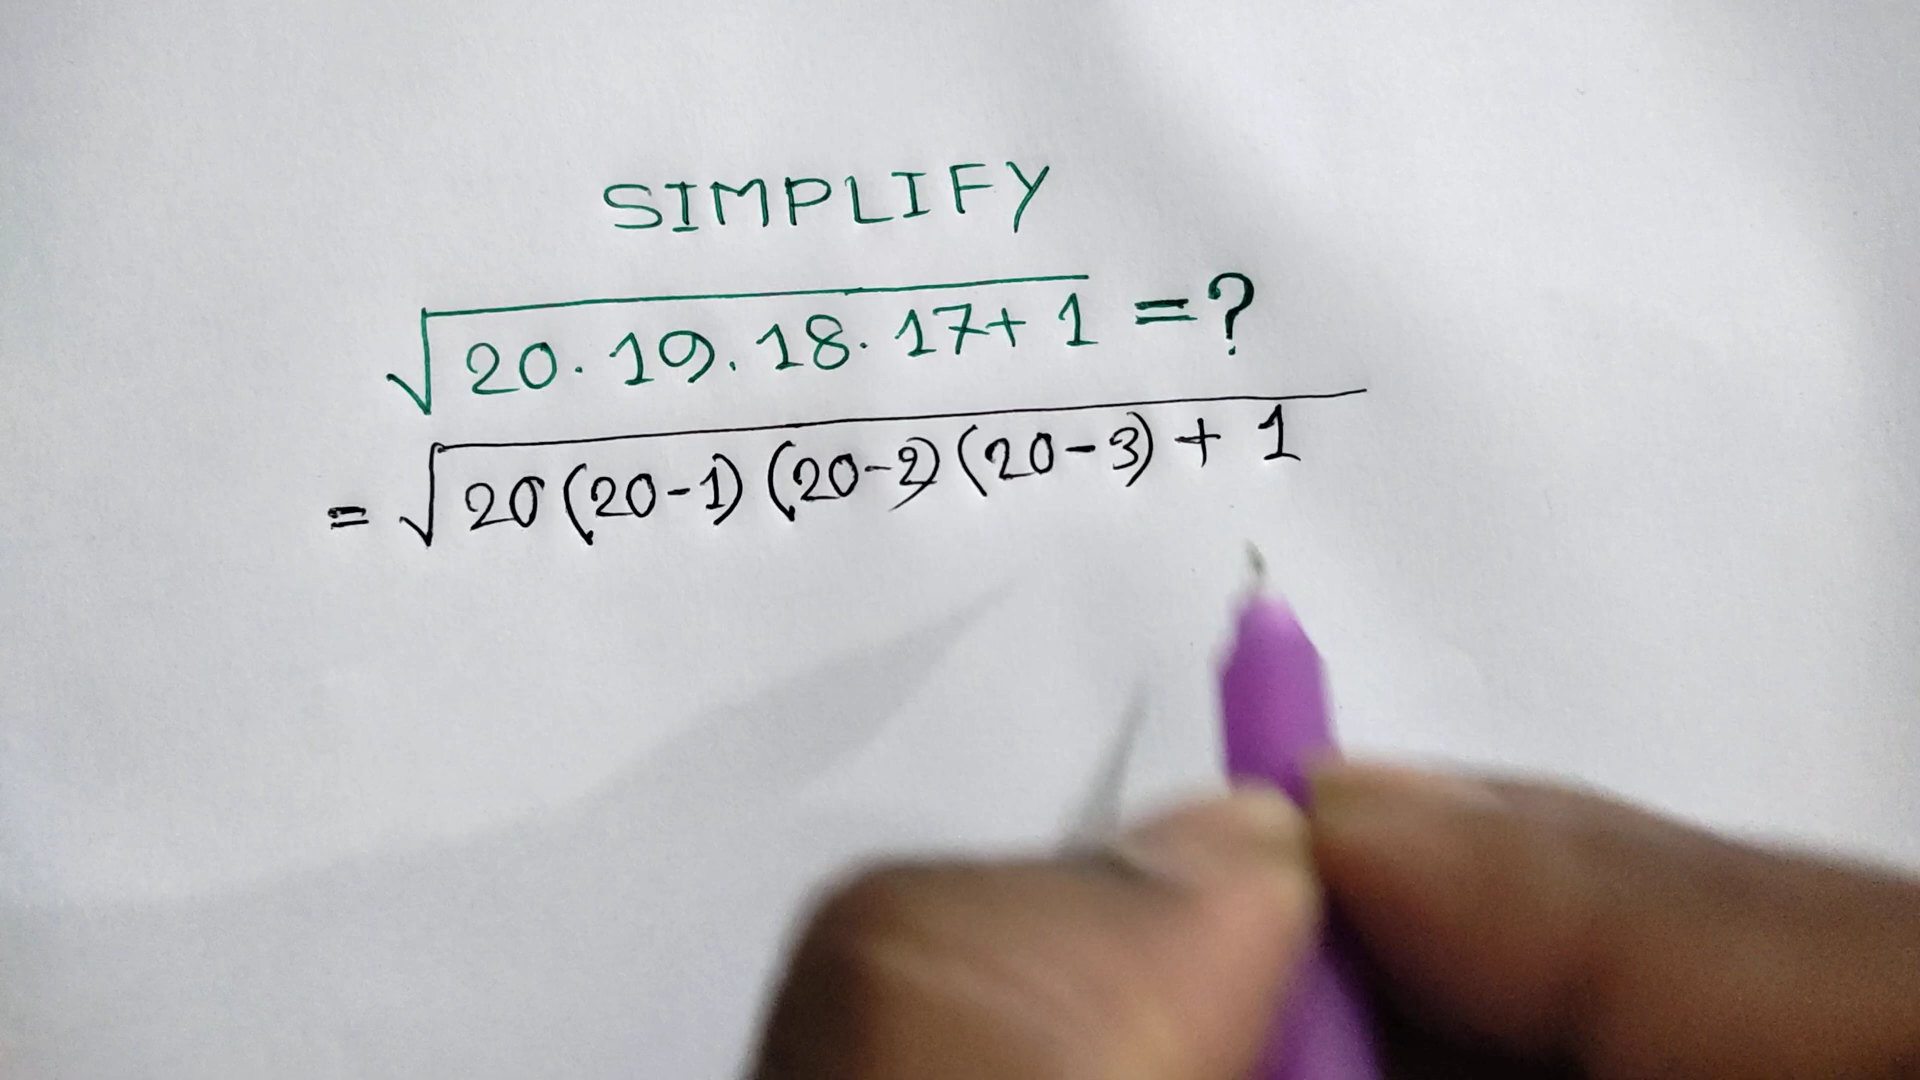 SIMPLIFY
√20.19.18.17+1 = ?
= √20(20-1)(20-2)(20-3)+1